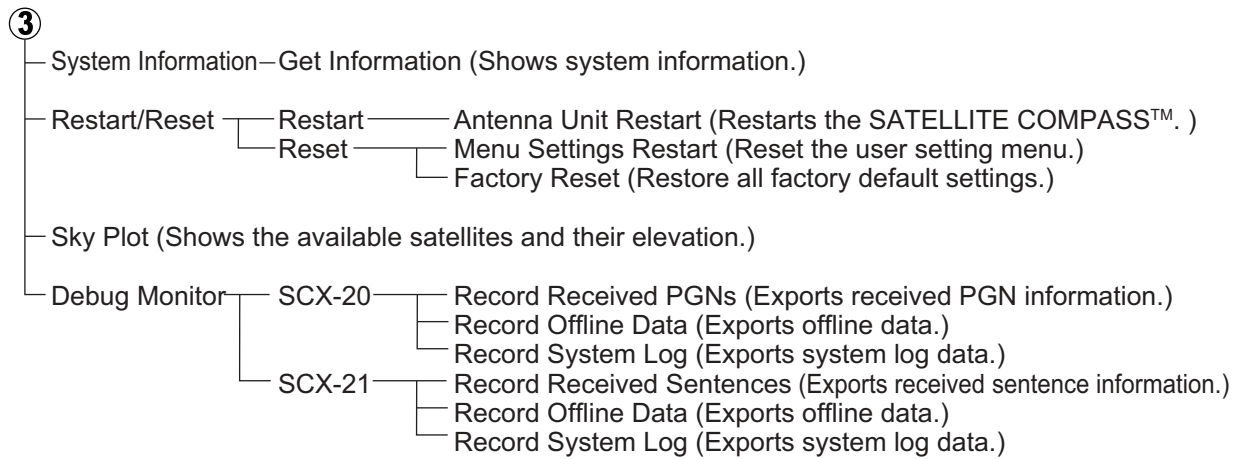 3
System Information Get Information (Shows system information.)
Restart/Reset Restart Antenna Unit Restart (Restarts the SATELLITE COMPASS™. )
Reset Menu Settings Restart (Reset the user setting menu.)
Factory Reset (Restore all factory default settings.)
Sky Plot (Shows the available satellites and their elevation.)
Debug Monitor SCX-20 Record Received PGNs (Exports received PGN information.)
Record Offline Data (Exports offline data.)
Record System Log (Exports system log data.)
SCX-21 Record Received Sentences (Exports received sentence information.)
Record Offline Data (Exports offline data.)
Record System Log (Exports system log data.)